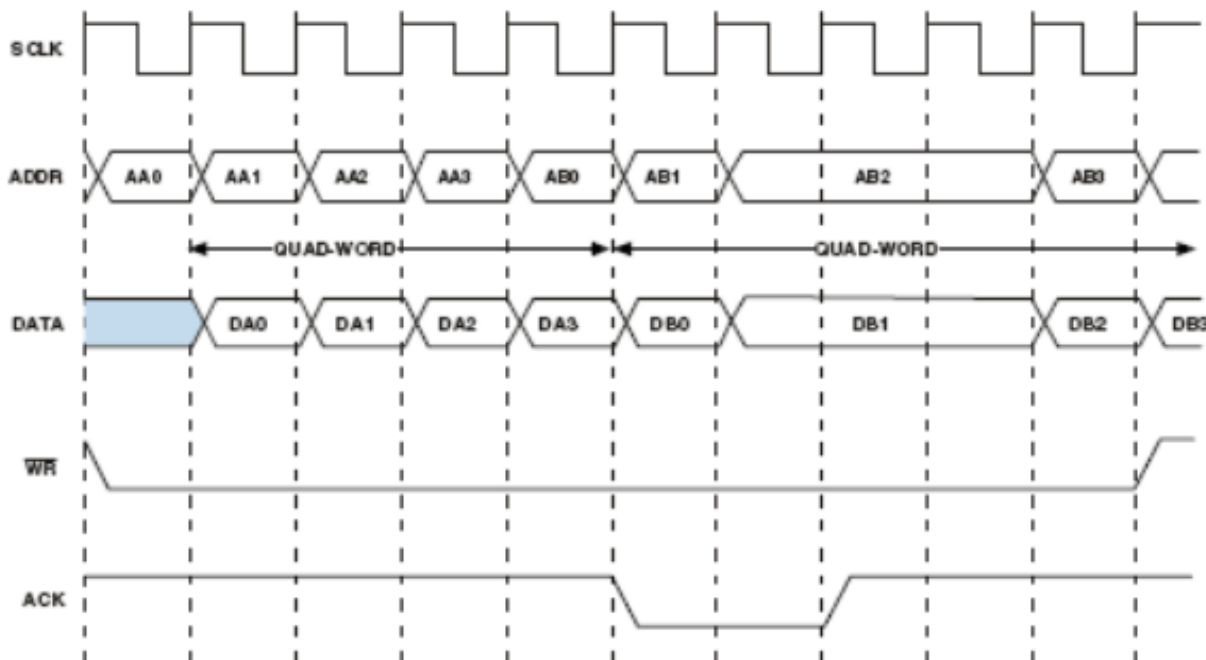 SCLK
ADDR AA0 AA1 AA2 AA3 AB0 AB1 AB2 AB3
QUAD-WORD QUAD-WORD
DATA DA0 DA1 DA2 DA3 DB0 DB1 DB2 DB3
WR
ACK